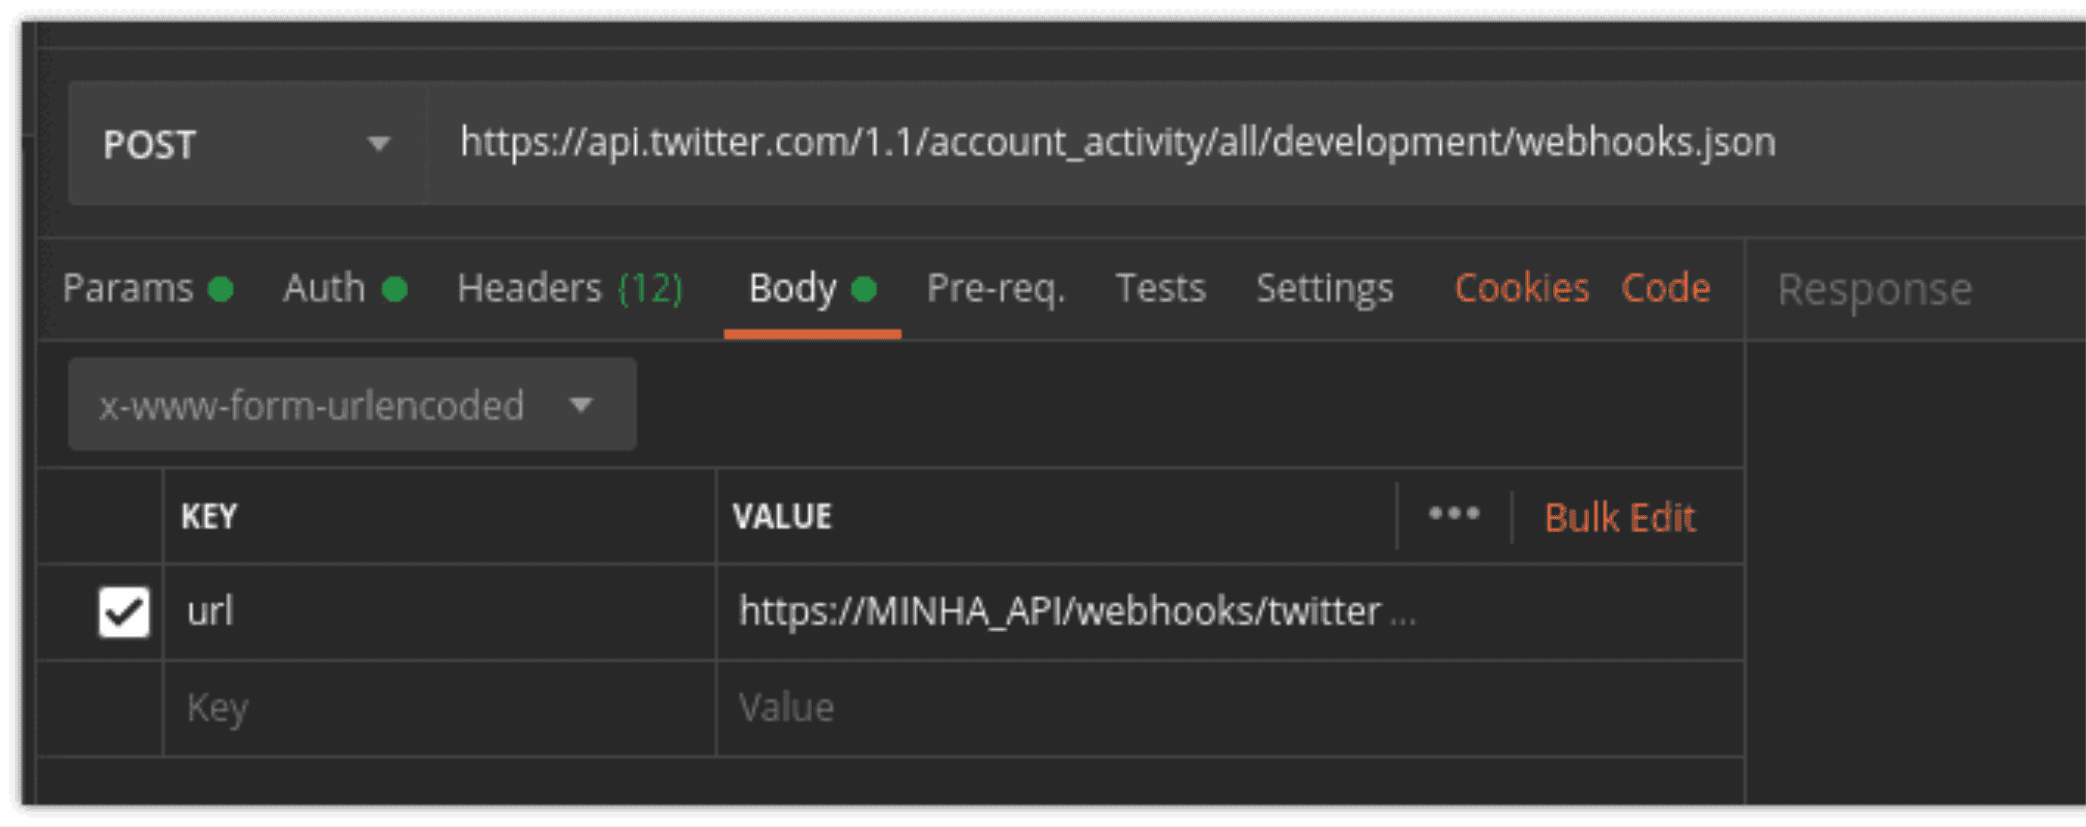 POST https://api.twitter.com/1.1/account_activity/all/development/webhooks.json
Params Auth Headers (12) Body Pre-req. Tests Settings Cookies Code Response
x-www-form-urlencoded
KEY VALUE ••• Bulk Edit
url https://MINHA_API/webhooks/twitter ...
Key Value